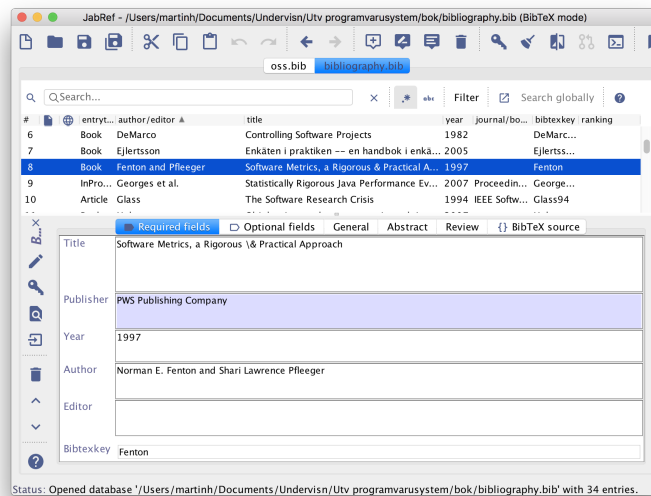 JabRef - /Users/martinh/Documents/Undervisn/Utv programvarusystem/bok/bibliography.bib (BibTeX mode)
oss.bib bibliography.bib
Search... .* abc Filter Search globally
# entryt... author/editor title year journal/bo... bibtexkey ranking
6 Book DeMarco Controlling Software Projects 1982 DeMarc...
7 Book Ejlertsson Enkäten i praktiken -- en handbok i enkä... 2005 Ejlertss...
8 Book Fenton and Pfleeger Software Metrics, a Rigorous & Practical A... 1997 Fenton
9 InPro... Georges et al. Statistically Rigorous Java Performance Ev... 2007 Proceedin... George...
10 Article Glass The Software Research Crisis 1994 IEEE Softw... Glass94
B... Required fields Optional fields General Abstract Review {} BibTeX source
Title Software Metrics, a Rigorous \& Practical Approach
Publisher PWS Publishing Company
Year 1997
Author Norman E. Fenton and Shari Lawrence Pfleeger
Editor
Bibtexkey Fenton
Status: Opened database '/Users/martinh/Documents/Undervisn/Utv programvarusystem/bok/bibliography.bib' with 34 entries.